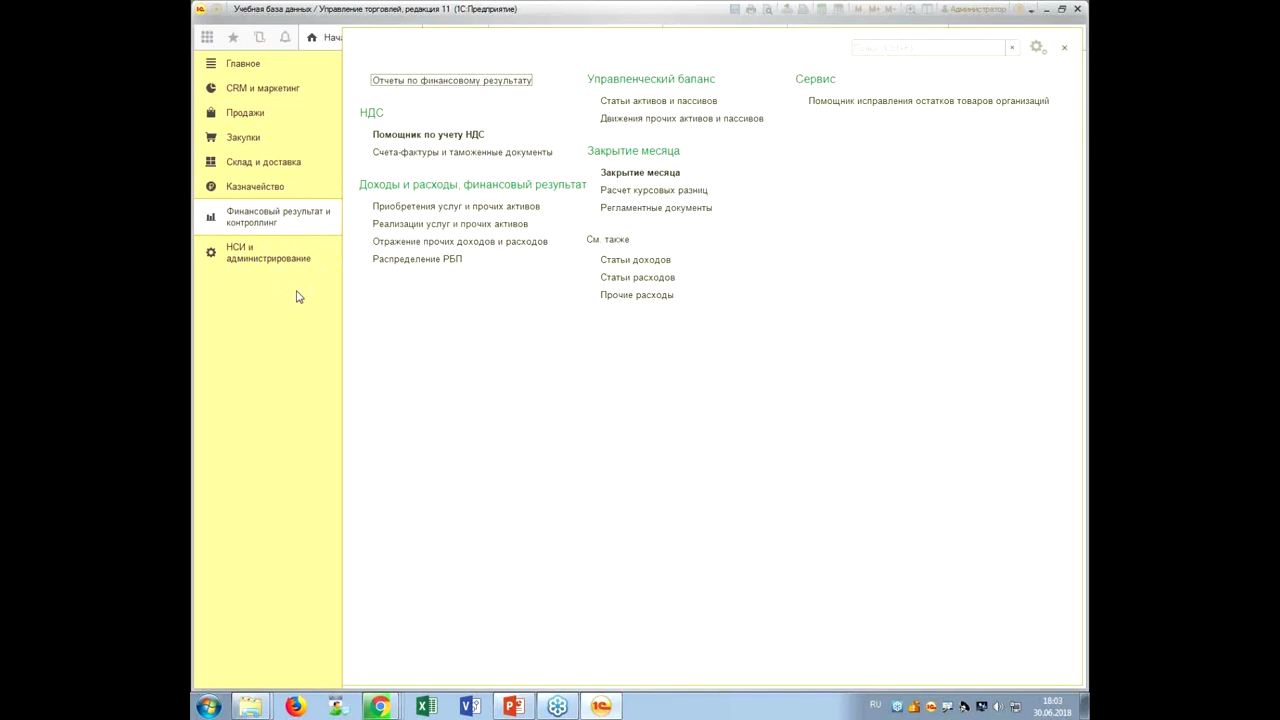 Учебная база данных / Управление торговлей, редакция 11 (1С:Предприятие)
M M+ M-
Администратор
Нача
Главное
CRM и маркетинг
Продажи
Закупки
Склад и доставка
Казначейство
Финансовый результат и
контроллинг
НСИ и
администрирование
Отчеты по финансовому результату
НДС
Помощник по учету НДС
Счета-фактуры и таможенные документы
Доходы и расходы, финансовый результат
Приобретения услуг и прочих активов
Реализации услуг и прочих активов
Отражение прочих доходов и расходов
Распределение РБП
Управленческий баланс
Статьи активов и пассивов
Движения прочих активов и пассивов
Закрытие месяца
Закрытие месяца
Расчет курсовых разниц
Регламентные документы
См. также
Статьи доходов
Статьи расходов
Прочие расходы
Сервис
Помощник исправления остатков товаров организаций
RU
18:03
30.06.2018